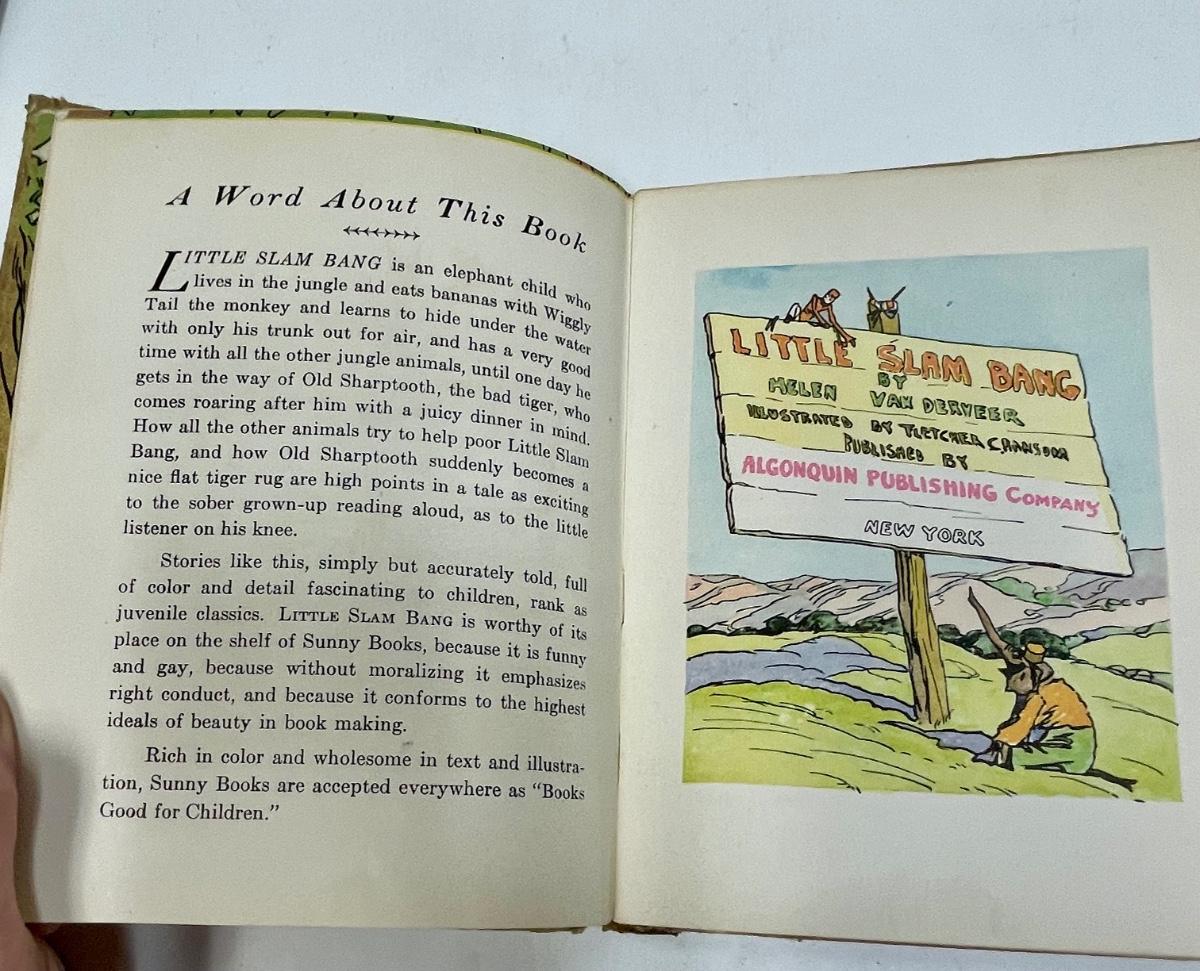 A Word About This Book
LITTLE SLAM BANG is an elephant child who
lives in the jungle and eats bananas with Wiggly
Tail the monkey and learns to hide under the water
with only his trunk out for air, and has a very good
time with all the other jungle animals, until one day he
gets in the way of Old Sharptooth, the bad tiger, who
comes roaring after him with a juicy dinner in mind.
How all the other animals try to help poor Little Slam
Bang, and how Old Sharptooth suddenly becomes a
nice flat tiger rug are high points in a tale as exciting
to the sober grown-up reading aloud, as to the little
listener on his knee.
Stories like this, simply but accurately told, full
of color and detail fascinating to children, rank as
juvenile classics. LITTLE SLAM BANG is worthy of its
place on the shelf of Sunny Books, because it is funny
and gay, because without moralizing it emphasizes
right conduct, and because it conforms to the highest
ideals of beauty in book making.
Rich in color and wholesome in text and illustra-
tion, Sunny Books are accepted everywhere as “Books
Good for Children.”
LITTLE SLAM BANG
BY
HELEN VAN DERVEER
ILLUSTRATED BY FLETCHER C. RANSOM
PUBLISHED BY
ALGONQUIN PUBLISHING COMPANY
NEW YORK